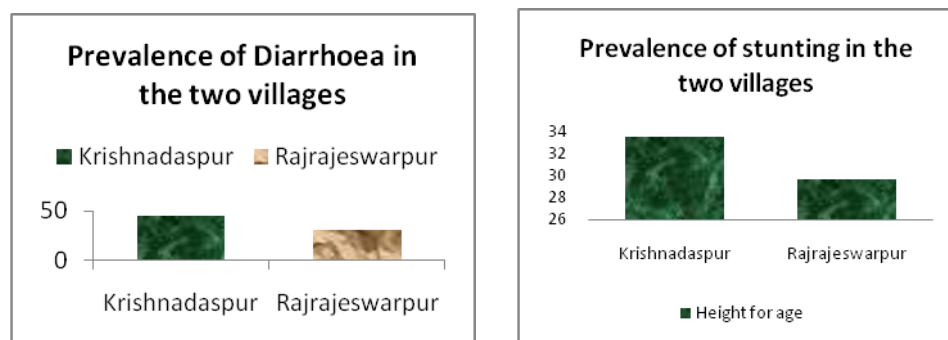 Prevalence of Diarrhoea in
the two villages
Krishnadaspur Rajrajeswarpur
50
0
Krishnadaspur Rajrajeswarpur
Prevalence of stunting in the
two villages
34
32
30
28
26
Krishnadaspur Rajrajeswarpur
Height for age